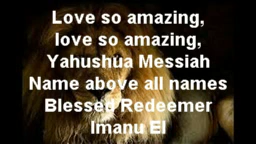 Love so amazing,
love so amazing,
Yahushua Messiah
Name above all names
Blessed Redeemer
Imanu El